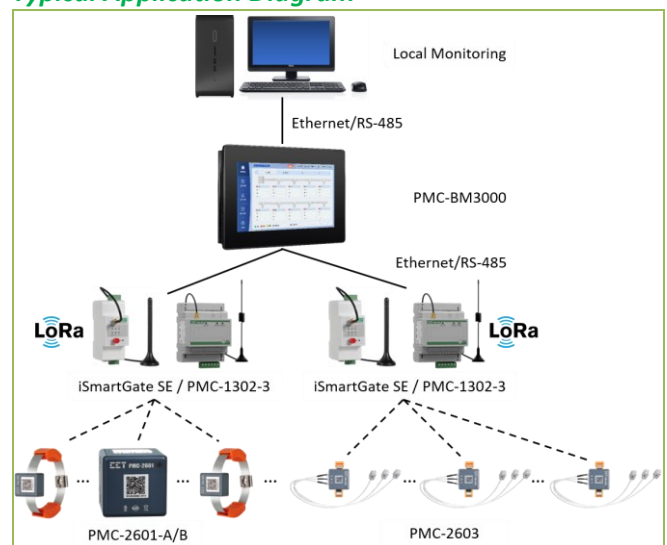 Typical Application Diagram
Local Monitoring
Ethernet/RS-485
PMC-BM3000
Ethernet/RS-485
LoRa
LoRa
iSmartGate SE / PMC-1302-3
iSmartGate SE / PMC-1302-3
CET PMC-2601
... ... ... ... ...
PMC-2601-A/B
PMC-2603